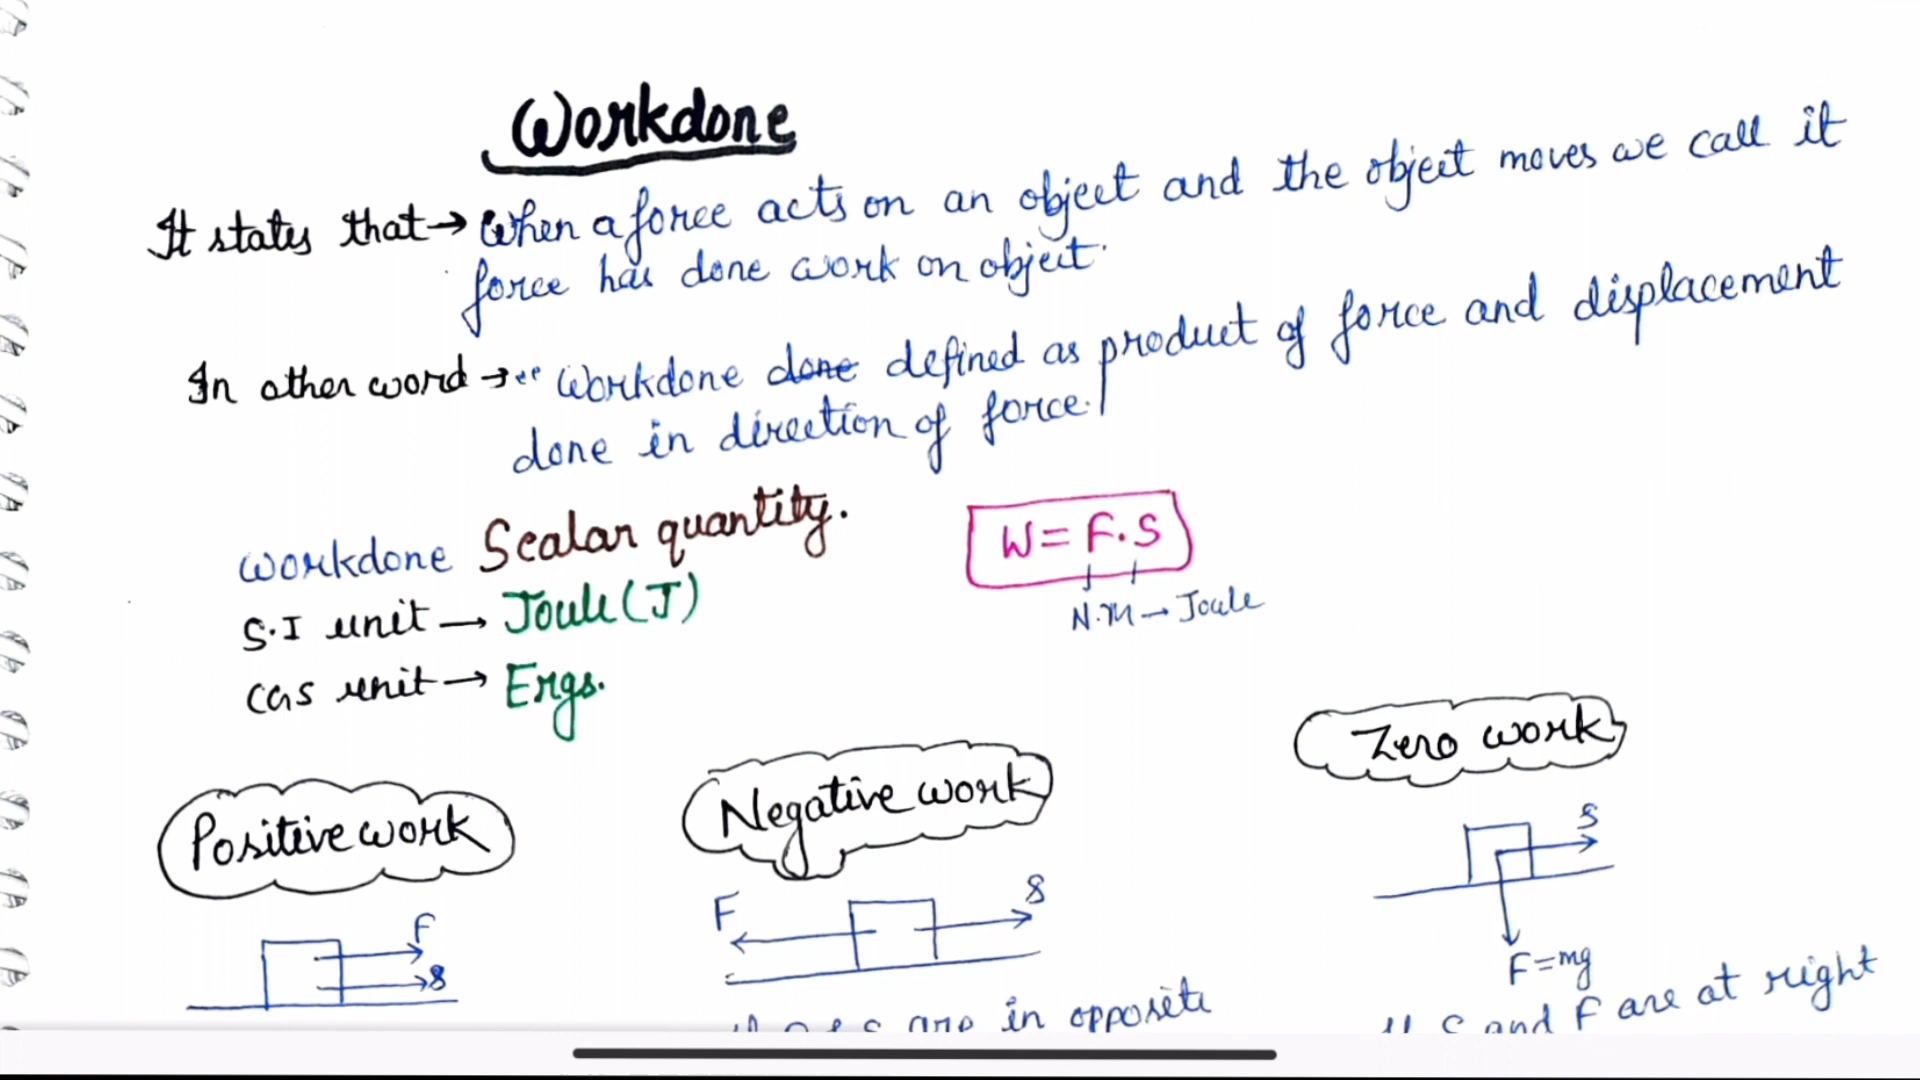 Workdone
It states that → When a force acts on an object and the object moves we call it
force has done work on object.
In other word → " Workdone done defined as product of force and displacement
done in direction of force.
workdone Scalar quantity.
W = F.S
S.I unit → Joule (J)
N.m → Joule
CGS unit → Ergs.
Positive work
Negative work
Zero work
F
S
F
S
S
F=mg
are in opposite
S and F are at right